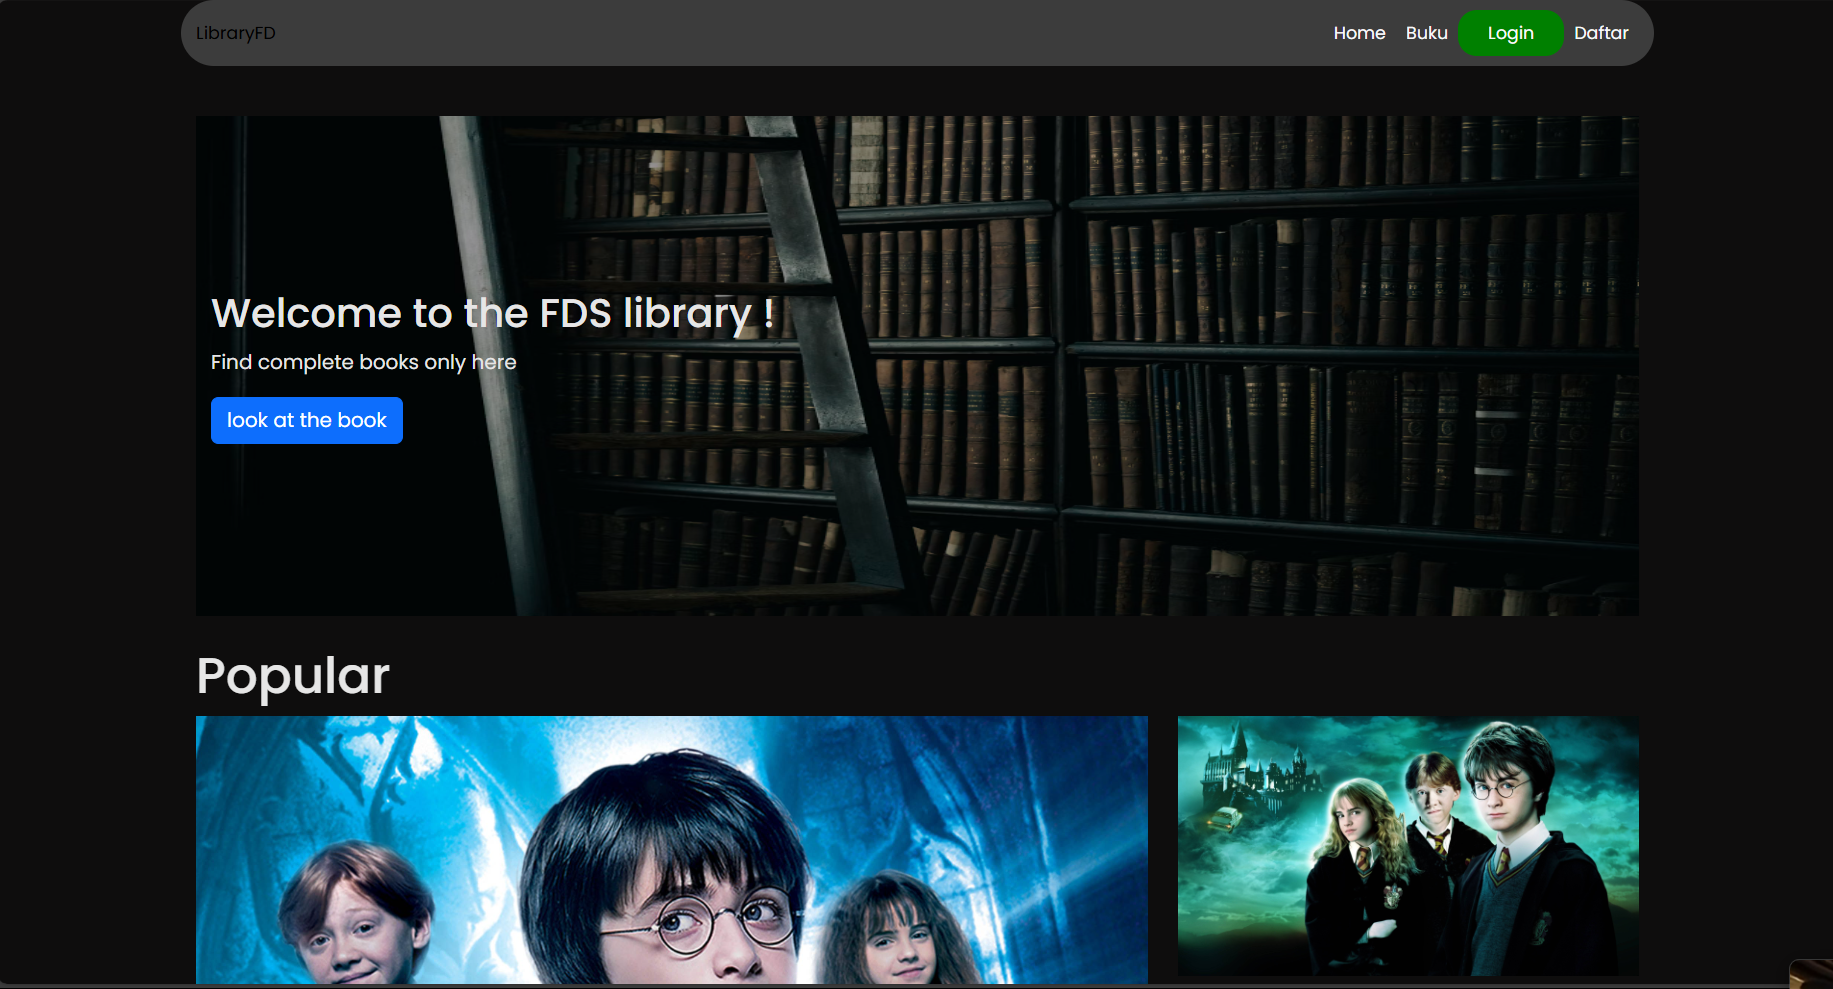 LibraryFD
Home
Buku
Login
Daftar
Welcome to the FDS library !
Find complete books only here
look at the book
Popular